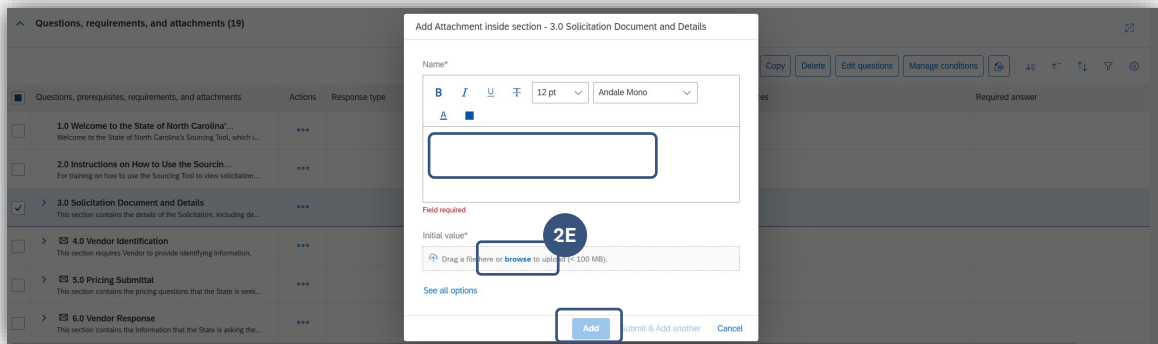 Questions, requirements, and attachments (19)
Add Attachment inside section - 3.0 Solicitation Document and Details
Name*
B I U T 12 pt Andale Mono
A
Field required
Initial value*
2E
Drag a file here or browse to upload (< 100 MB).
See all options
Add Submit & Add another Cancel
Copy Delete Edit questions Manage conditions
Questions, prerequisites, requirements, and attachments Actions Response type Required answer
1.0 Welcome to the State of North Carolina'...
Welcome to the State of North Carolina's Sourcing Tool, which i...
2.0 Instructions on How to Use the Sourcin...
For training on how to use the Sourcing Tool to view solicitation...
3.0 Solicitation Document and Details
This section contains the details of the Solicitation, including de...
4.0 Vendor Identification
This section requires Vendor to provide identifying information.
5.0 Pricing Submittal
This section contains the pricing questions that the State is seek...
6.0 Vendor Response
This section contains the information that the State is asking the...